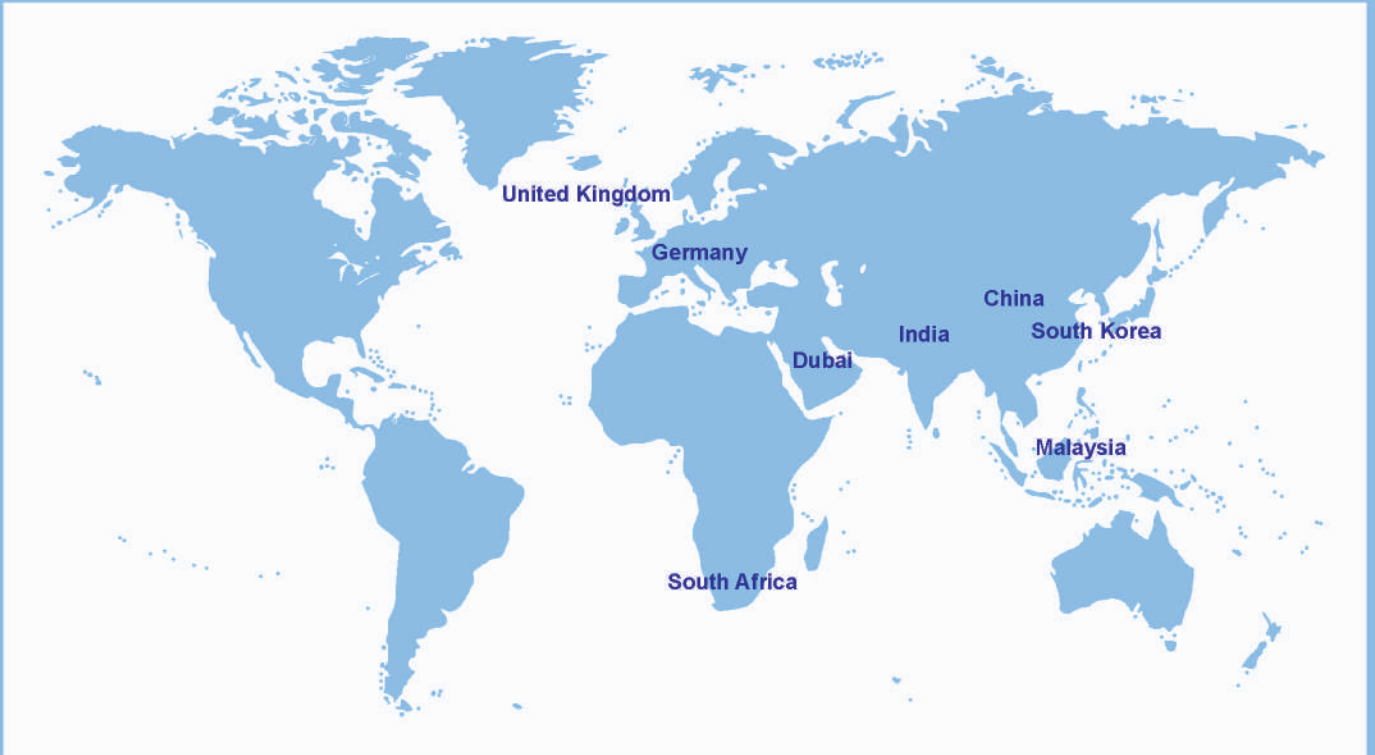 United Kingdom
Germany
China
South Korea
India
Dubai
Malaysia
South Africa